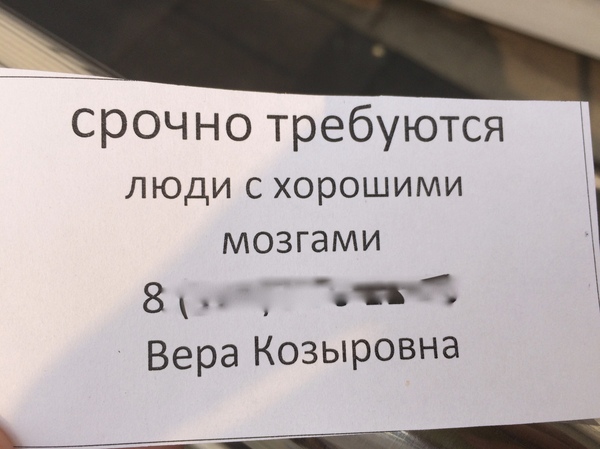 срочно требуются
люди с хорошими
мозгами
8 (
Вера Козыровна